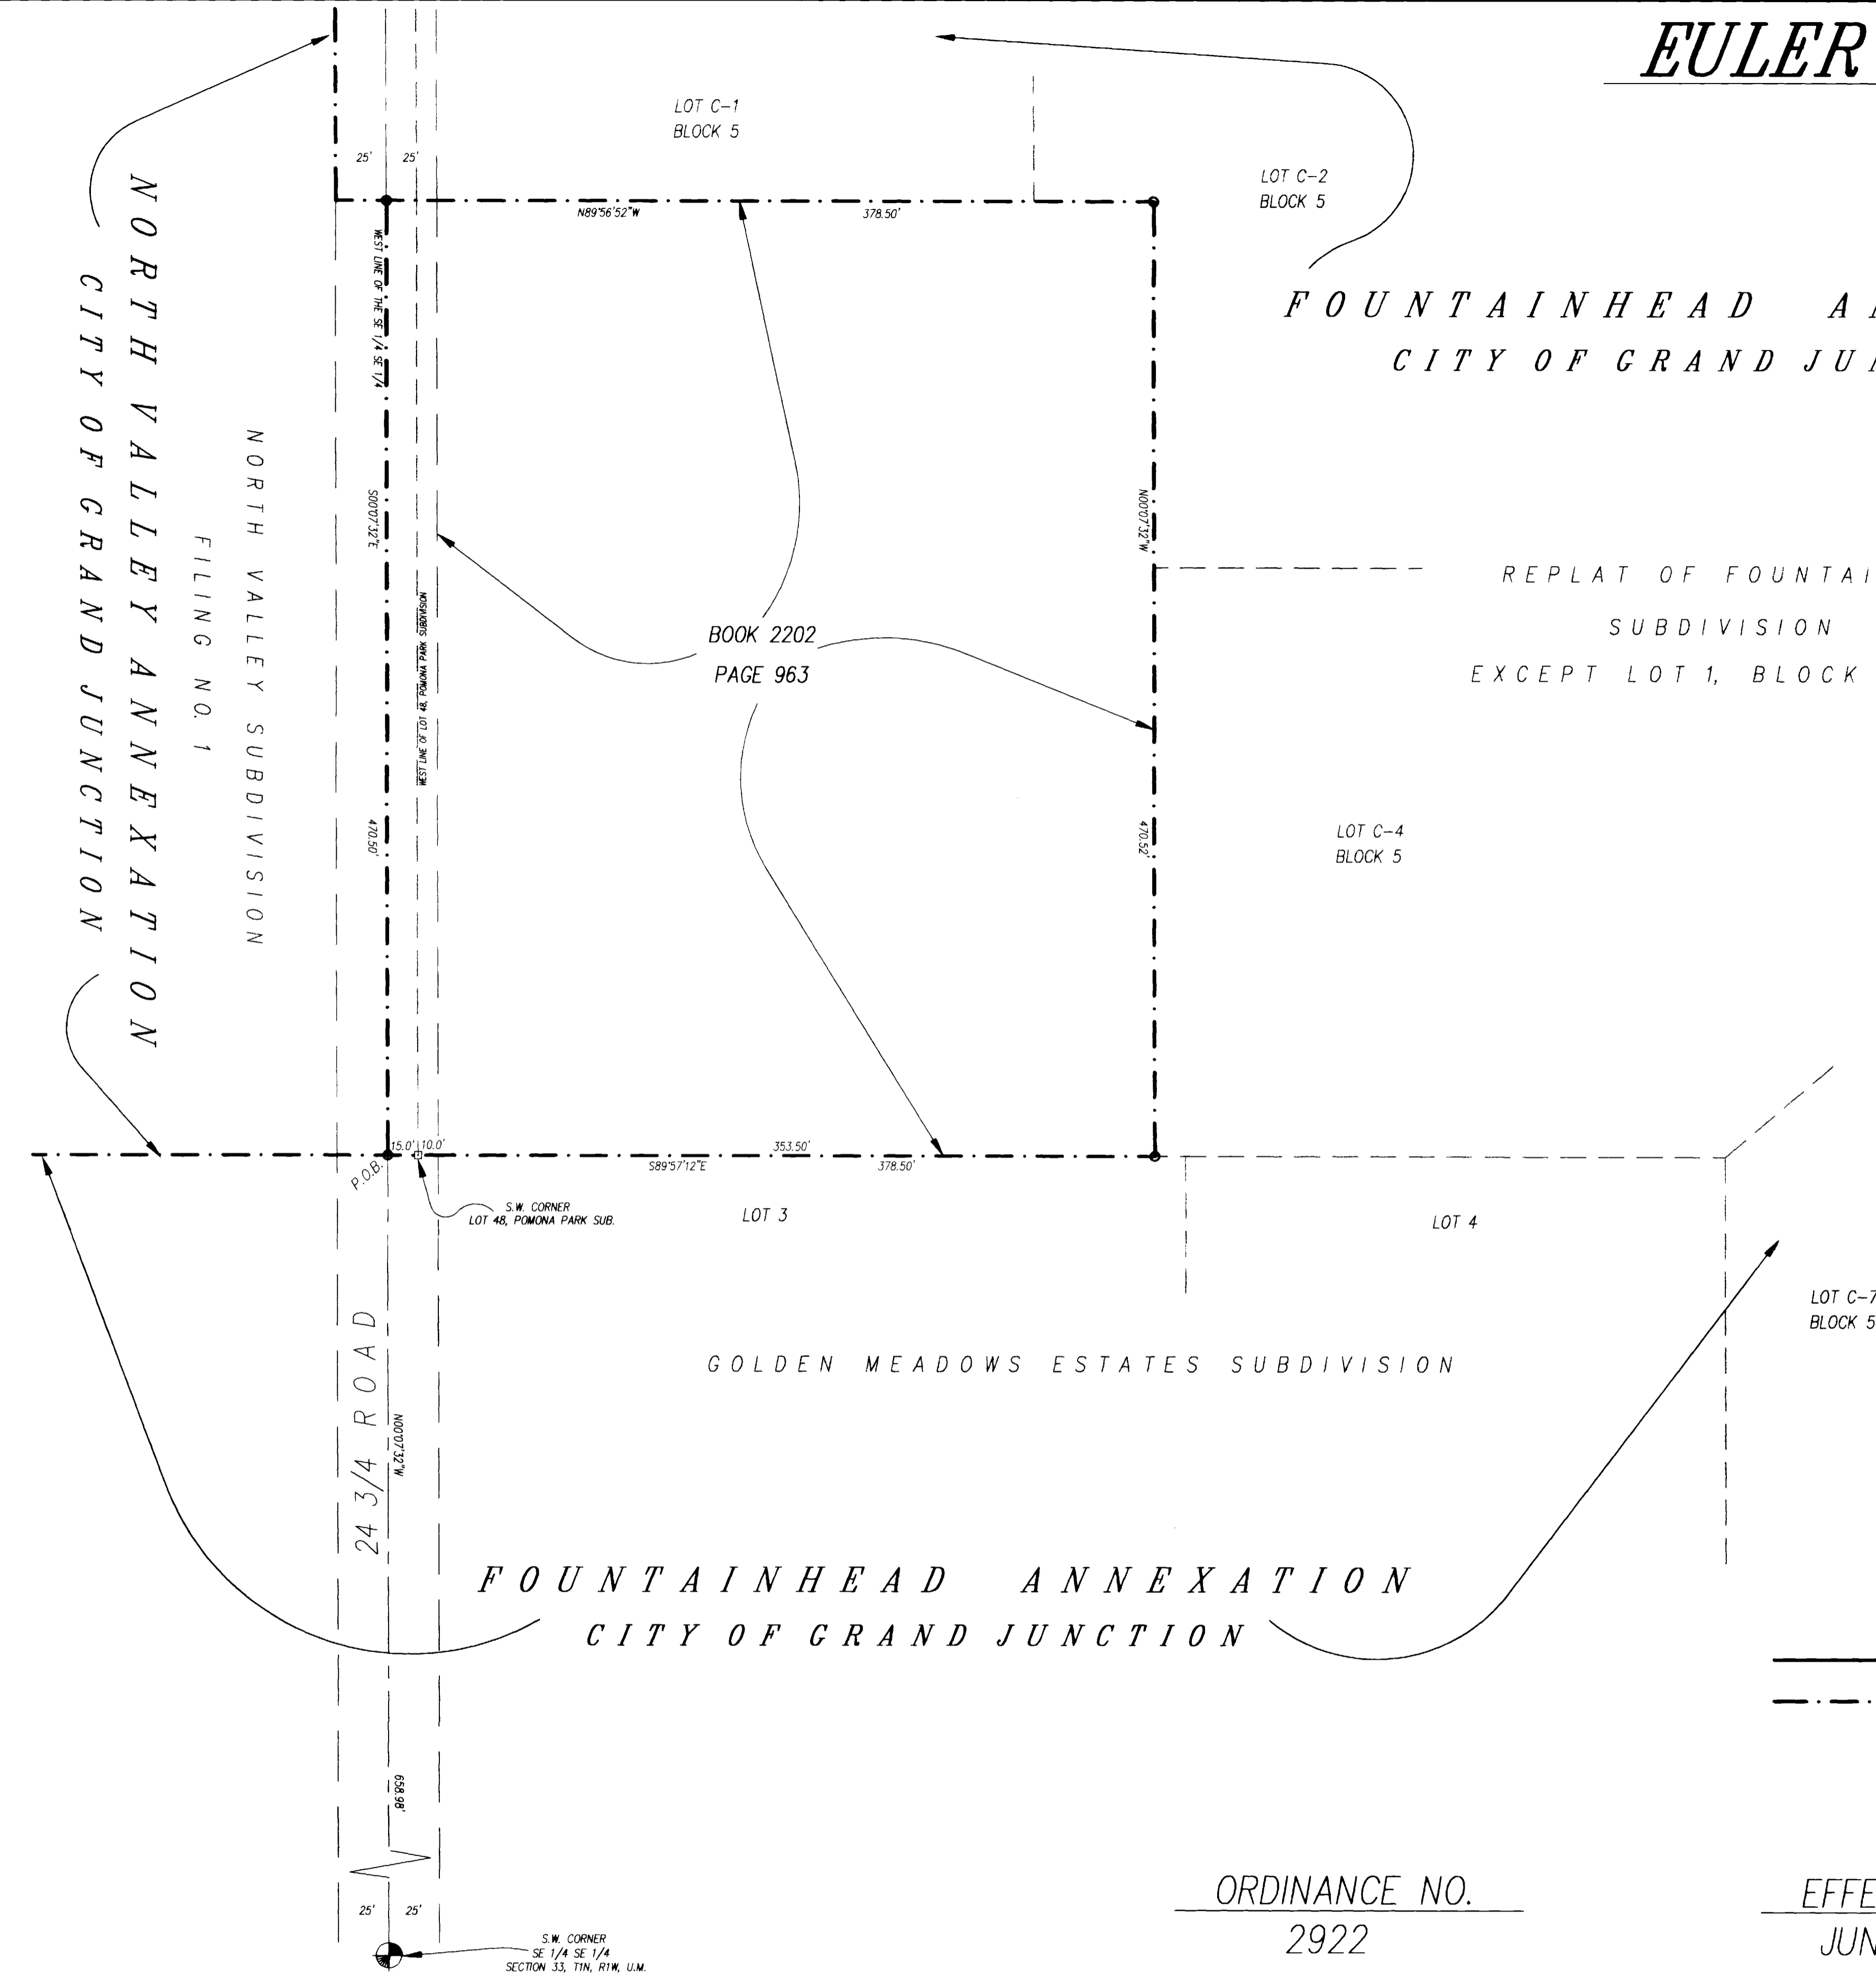 EULER
LOT C-1
BLOCK 5
25'
25'
LOT C-2
BLOCK 5
N89°56'52"W
378.50'
WEST LINE OF THE SE 1/4 SE 1/4
FOUNTAINHEAD
CITY OF GRAND
NORTH VALLEY ANNEXATION
CITY OF GRAND JUNCTION
NORTH VALLEY SUBDIVISION
FILING NO. 1
S00°07'32"E
470.50'
WEST LINE OF LOT 48, POMONA PARK SUBDIVISION
BOOK 2202
PAGE 963
N00°07'32"W
470.52'
REPLAT OF FOUNTAI
SUBDIVISION
EXCEPT LOT 1, BLOCK
LOT C-4
BLOCK 5
15.0'
10.0'
353.50'
P.O.B.
S89°57'12"E
378.50'
S.W. CORNER
LOT 48, POMONA PARK SUB.
LOT 3
LOT 4
LOT C-7
BLOCK 5
GOLDEN MEADOWS ESTATES SUBDIVISION
24 3/4 ROAD
N00°07'32"W
FOUNTAINHEAD ANNEXATION
CITY OF GRAND JUNCTION
658.98'
25'
25'
S.W. CORNER
SE 1/4 SE 1/4
SECTION 33, T1N, R1W, U.M.
ORDINANCE NO.
2922
EFFE
JUN